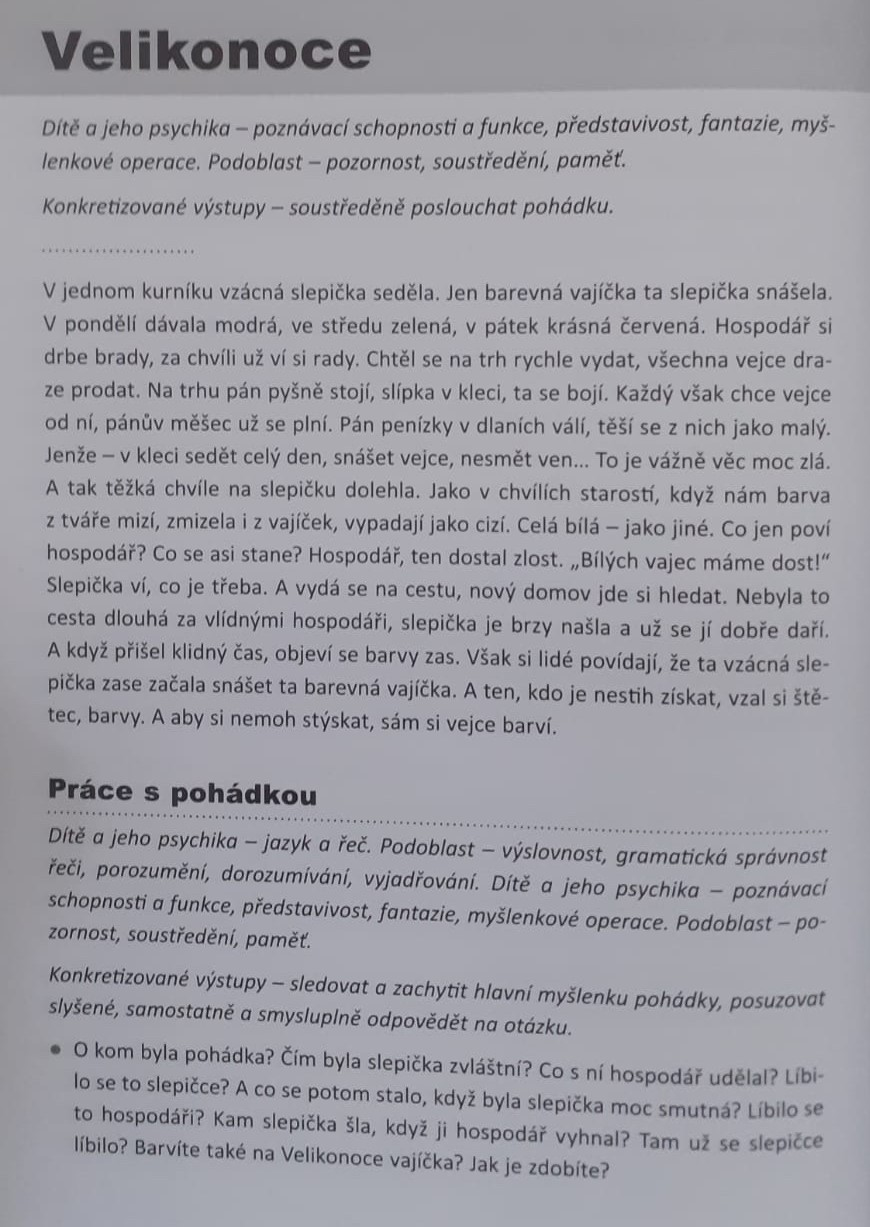 Velikonoce
Dítě a jeho psychika – poznávací schopnosti a funkce, představivost, fantazie, myš-
lenkové operace. Podoblast – pozornost, soustředění, paměť.
Konkretizované výstupy – soustředěně poslouchat pohádku.
V jednom kurníku vzácná slepička seděla. Jen barevná vajíčka ta slepička snášela.
V pondělí dávala modrá, ve středu zelená, v pátek krásná červená. Hospodář si
drbe brady, za chvíli už ví si rady. Chtěl se na trh rychle vydat, všechna vejce dra-
ze prodat. Na trhu pán pyšně stojí, slípka v kleci, ta se bojí. Každý však chce vejce
od ní, pánův měšec už se plní. Pán penízky v dlaních válí, těší se z nich jako malý.
Jenže – v kleci sedět celý den, snášet vejce, nesmět ven... To je vážně věc moc zlá.
A tak těžká chvíle na slepičku dolehla. Jako v chvílích starostí, když nám barva
z tváře mizí, zmizela i z vajíček, vypadají jako cizí. Celá bílá – jako jiné. Co jen poví
hospodář? Co se asi stane? Hospodář, ten dostal zlost. „Bílých vajec máme dost!“
Slepička ví, co je třeba. A vydá se na cestu, nový domov jde si hledat. Nebyla to
cesta dlouhá za vlídnými hospodáři, slepička je brzy našla a už se jí dobře daří.
A když přišel klidný čas, objeví se barvy zas. Však si lidé povídají, že ta vzácná sle-
pička zase začala snášet ta barevná vajíčka. A ten, kdo je nestih získat, vzal si ště-
tec, barvy. A aby si nemoh stýskat, sám si vejce barví.
Práce s pohádkou
Dítě a jeho psychika – jazyk a řeč. Podoblast – výslovnost, gramatická správnost
řeči, porozumění, dorozumívání, vyjadřování. Dítě a jeho psychika – poznávací
schopnosti a funkce, představivost, fantazie, myšlenkové operace. Podoblast – po-
zornost, soustředění, paměť.
Konkretizované výstupy – sledovat a zachytit hlavní myšlenku pohádky, posuzovat
slyšené, samostatně a smysluplně odpovědět na otázku.
• O kom byla pohádka? Čím byla slepička zvláštní? Co s ní hospodář udělal? Líbi-
lo se to slepičce? A co se potom stalo, když byla slepička moc smutná? Líbilo se
to hospodáři? Kam slepička šla, když ji hospodář vyhnal? Tam už se slepičce
líbilo? Barvíte také na Velikonoce vajíčka? Jak je zdobíte?